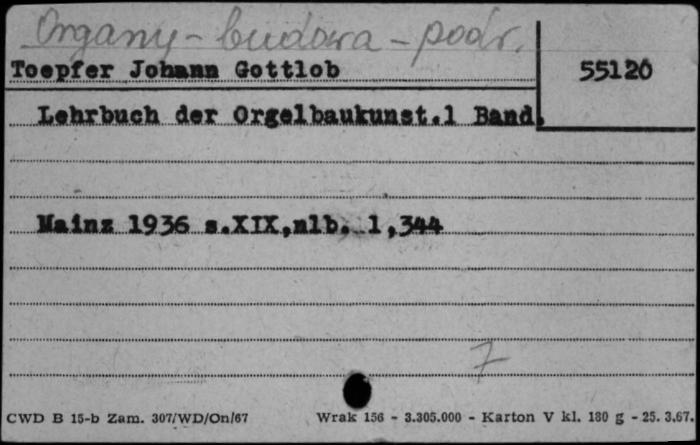 Organy - budowa - podr.
Toepfer Johann Gottlob
55120
Lehrbuch der Orgelbaukunst.1 Band.
Mainz 1936 s.XIX,nlb. 1,344
7
CWD B 15-b Zam. 307/WD/On/67
Wrak 156 - 3.305.000 - Karton V kl. 180 g - 25. 3.67.